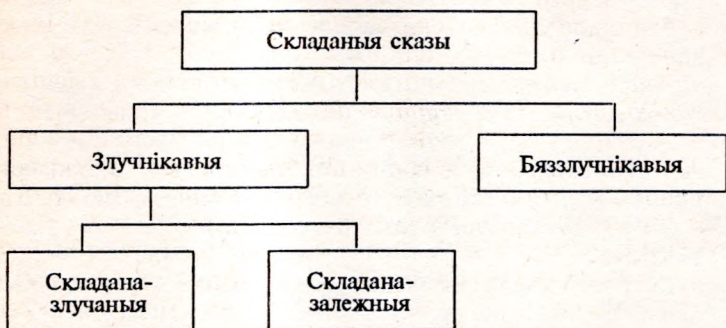 Складаныя сказы
Злучнікавыя
Бяззлучнікавыя
Складана-
злучаныя
Складана-
залежныя